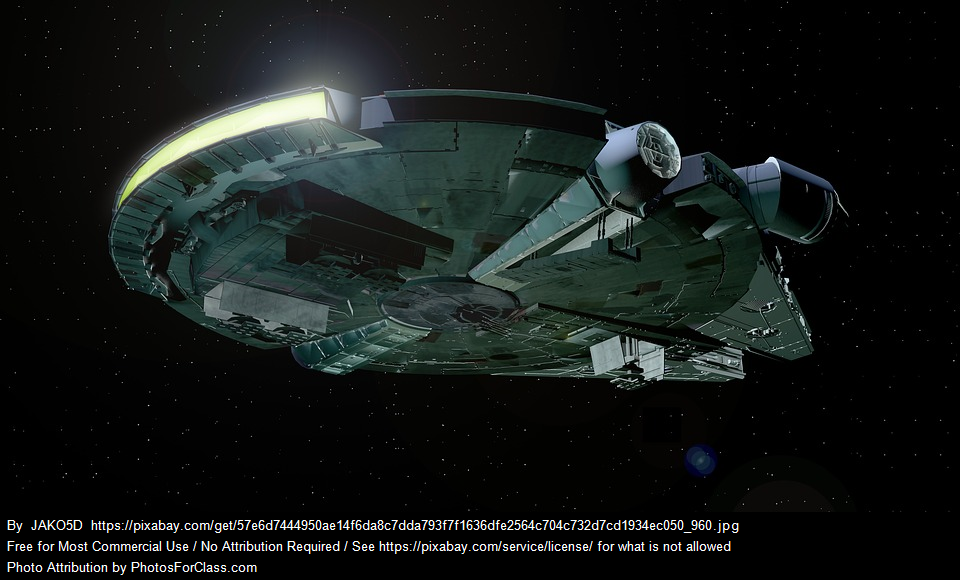 By JAKO5D https://pixabay.com/get/57e6d7444950ae14f6da8c7dda793f7f1636dfe2564c704c732d7cd1934ec050_960.jpg
Free for Most Commercial Use / No Attribution Required / See https://pixabay.com/service/license/ for what is not allowed
Photo Attribution by PhotosForClass.com